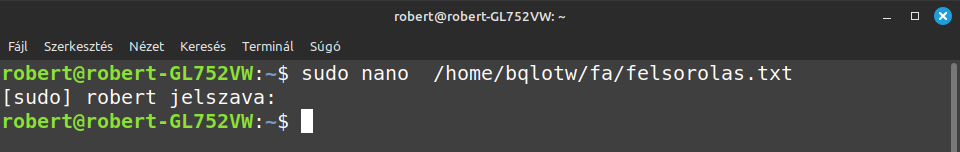 robert@robert-GL752VW: ~
Fájl Szerkesztés Nézet Keresés Terminál Súgó
robert@robert-GL752VW:~$ sudo nano  /home/bqlotw/fa/felsorolas.txt
[sudo] robert jelszava:
robert@robert-GL752VW:~$